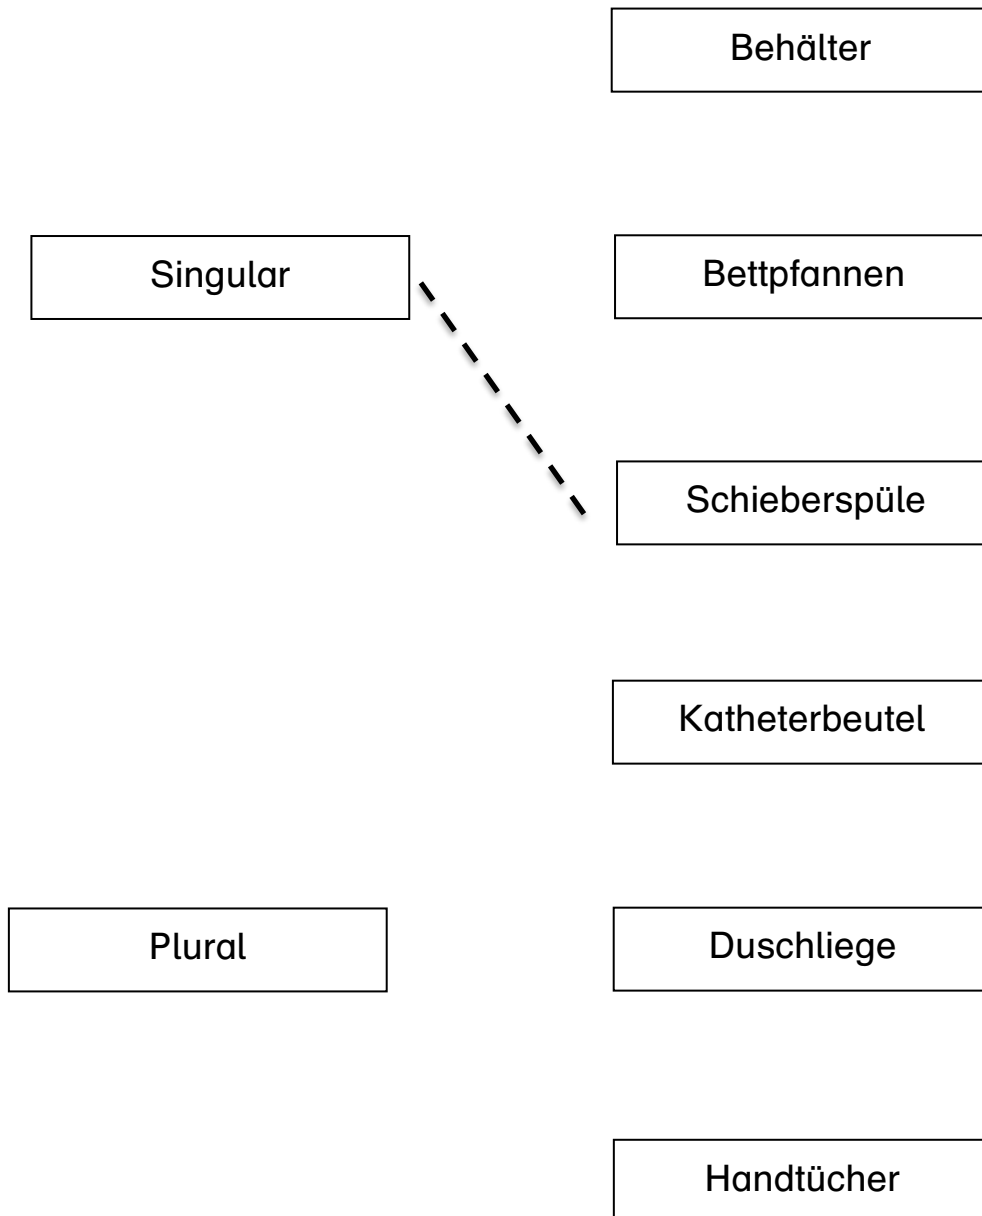 Behälter
Singular
Bettpfannen
Schieberspüle
Katheterbeutel
Plural
Duschliege
Handtücher